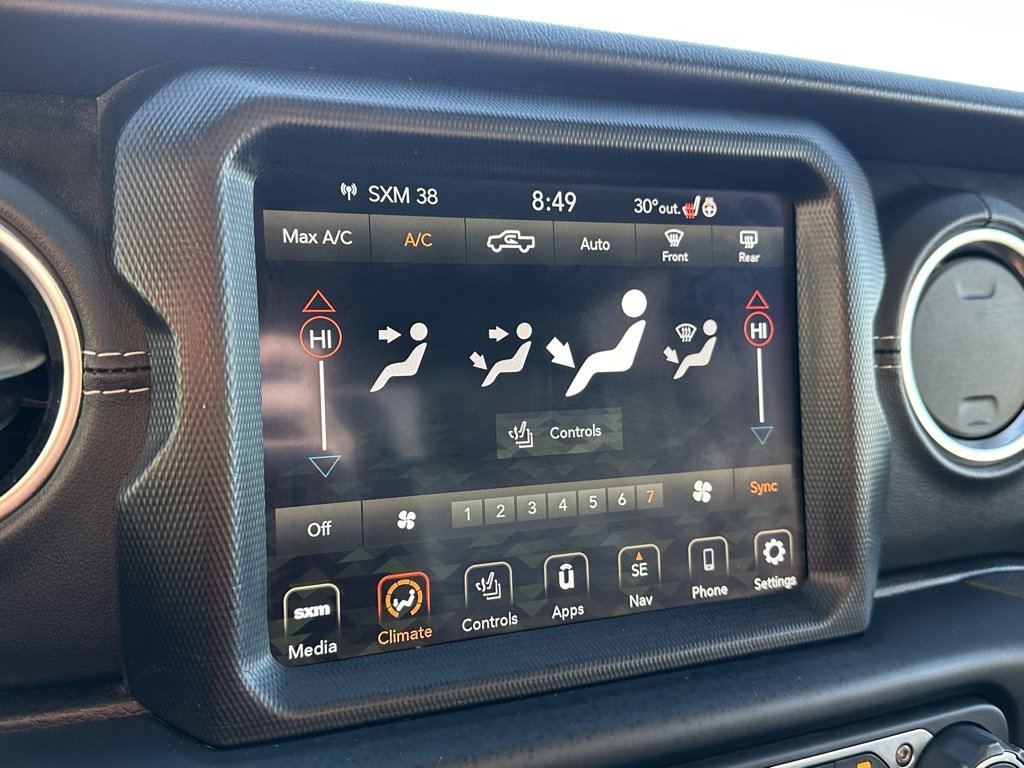 SXM 38 8:49 30°out.
Max A/C A/C Auto Front Rear
HI HI
Controls
Off 1 2 3 4 5 6 7 Sync
sxm SE
Media Climate Controls Apps Nav Phone Settings